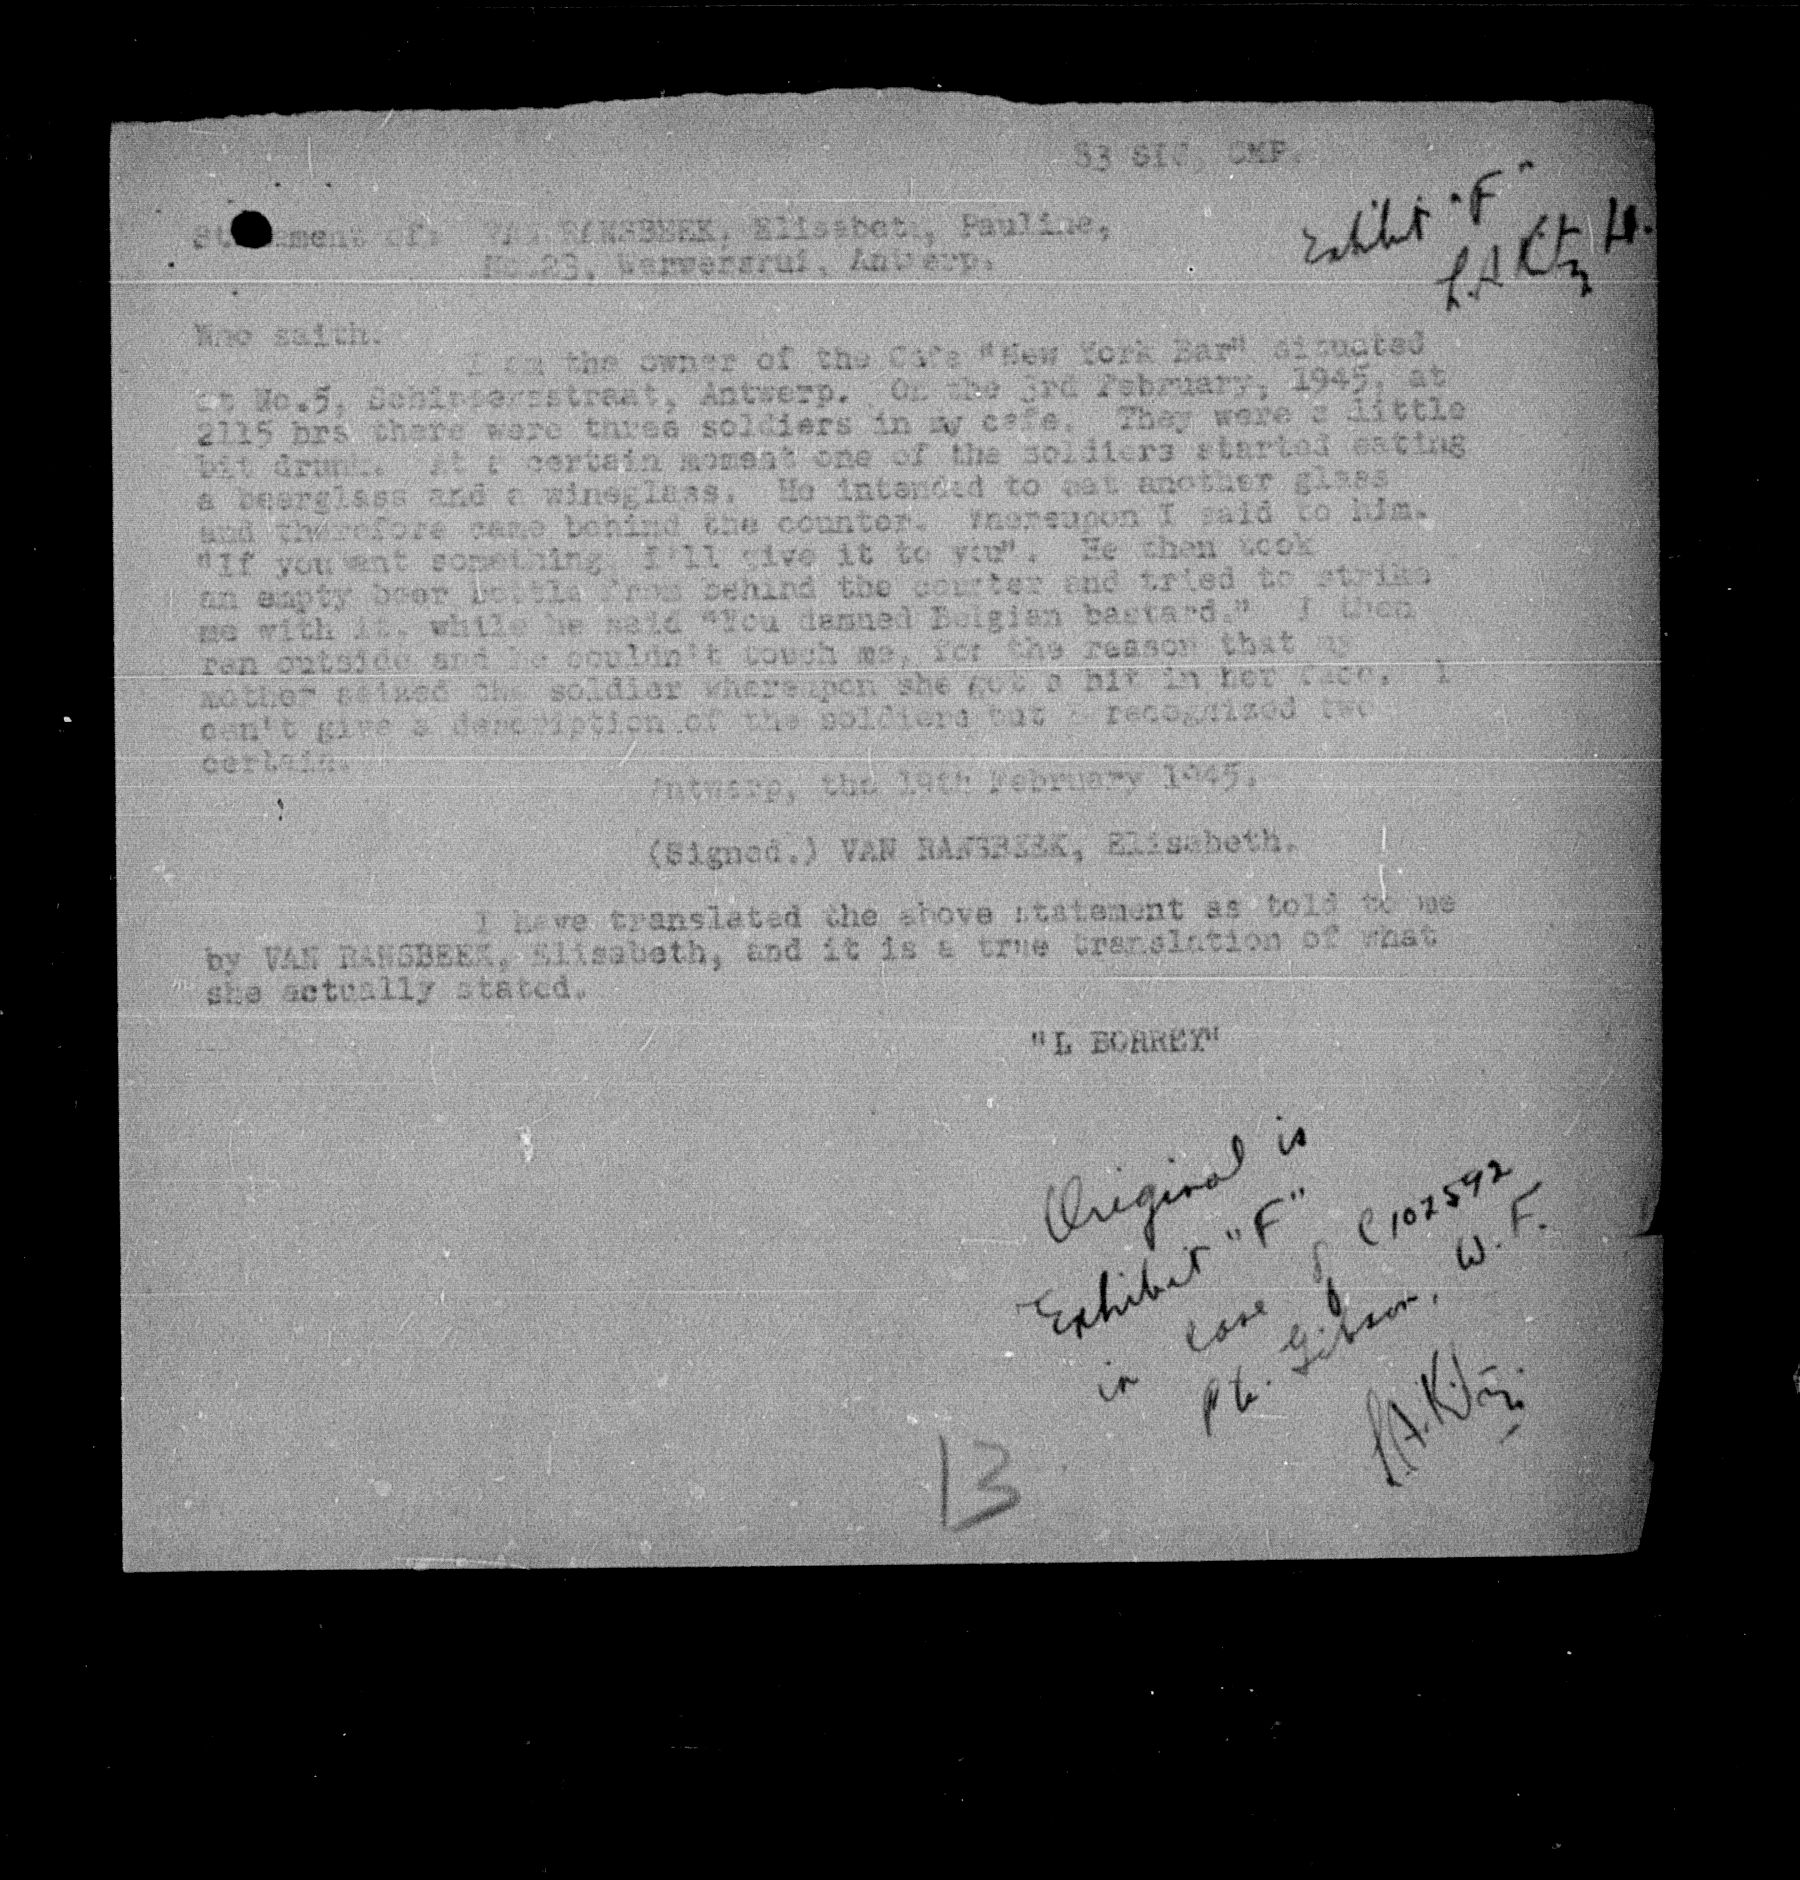 83 SIC, CMP.
Exhibit "F"
Statement of: VAN RANSBEEK, Elisabeth, Pauline,
No.23, Verversrui, Antwerp.
Who saith.
I am the owner of the Cafe "New York Bar" situated
at No.5, Schippersstraat, Antwerp. On the 3rd February, 1945, at
2115 hrs there were three soldiers in my cafe. They were a little
bit drunk. At a certain moment one of the soldiers started eating
a beerglass and a wineglass. He intended to eat another glass
and therefore came behind the counter. Whereupon I said to him.
"If you want something, I'll give it to you". He then took
an empty beer bottle from behind the counter and tried to strike
me with it, while he said "You damned Belgian bastard." I then
ran outside and he couldn't touch me, for the reason that my
mother seized the soldier whereupon she got a hit in her face. I
can't give a description of the soldiers but I recognized two
certain.
Antwerp, the 19th February 1945.
(Signed.) VAN RANSBEEK, Elisabeth.
I have translated the above statement as told to me
by VAN RANSBEEK, Elisabeth, and it is a true translation of what
she actually stated.
"L BORREY"
Original is
Exhibit "F"
in case of C102592
Pte. Gibson, W. F.
13